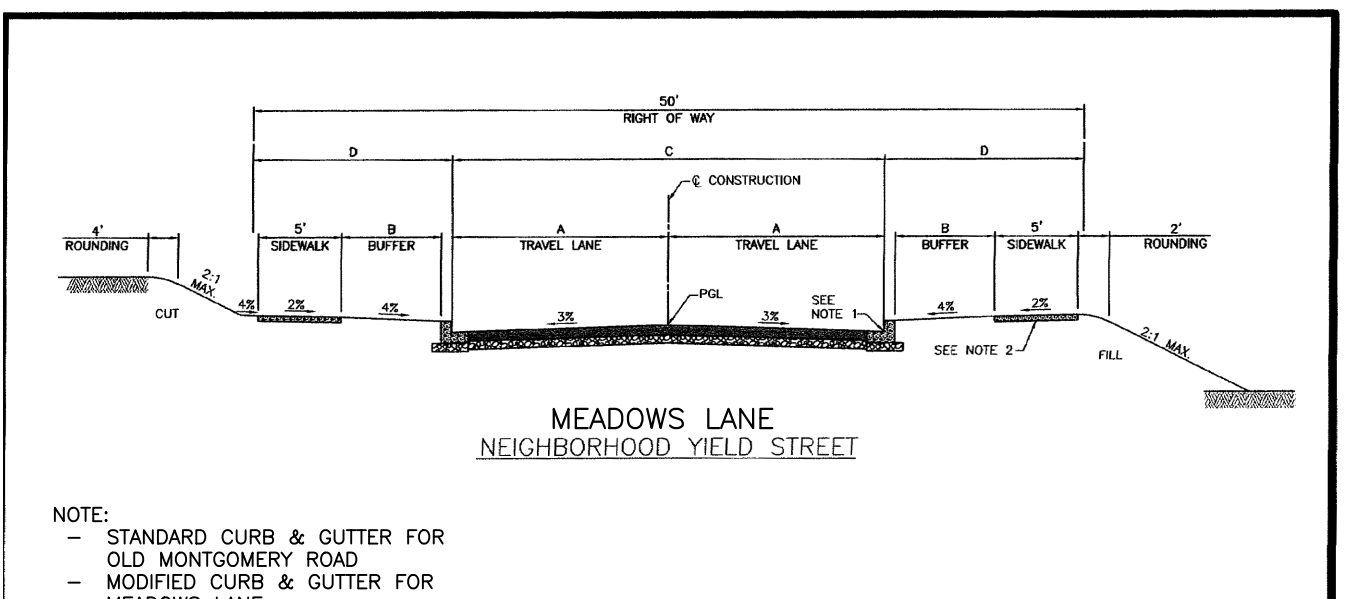 50'
RIGHT OF WAY
D C D
℄ CONSTRUCTION
4' 5' B A A B 5' 2'
ROUNDING SIDEWALK BUFFER TRAVEL LANE TRAVEL LANE BUFFER SIDEWALK ROUNDING
2:1
MAX.
PGL
SEE
NOTE 1
CUT 4% 2% 4% 3% 3% 4% 2%
SEE NOTE 2
FILL
2:1 MAX.
MEADOWS LANE
NEIGHBORHOOD YIELD STREET
NOTE:
– STANDARD CURB & GUTTER FOR
OLD MONTGOMERY ROAD
– MODIFIED CURB & GUTTER FOR
MEADOWS LANE